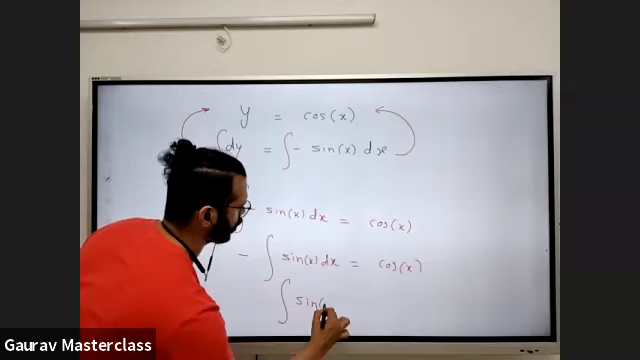 y = cos(x)
∫dy = ∫- sin(x) dx
sin(x) dx = cos(x)
- ∫ sin(x) dx = cos(x)
∫ sin(
Gaurav Masterclass